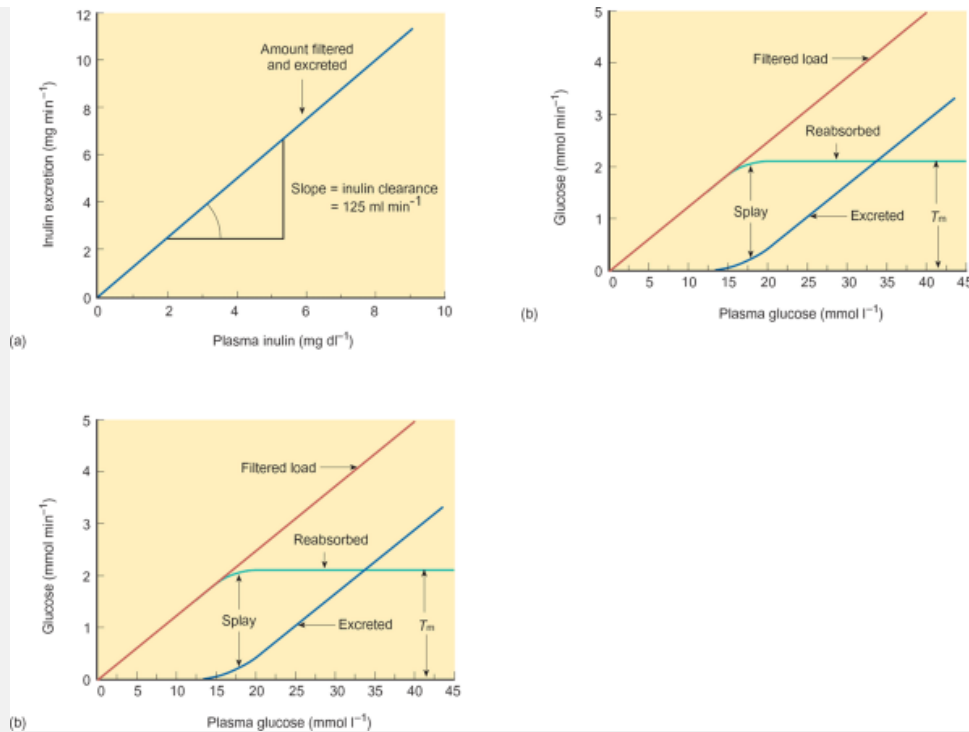 12
10
8
6
4
2
0
Inulin excretion (mg min⁻¹)
Amount filtered
and excreted
Slope = inulin clearance
= 125 ml min⁻¹
0 2 4 6 8 10
Plasma inulin (mg dl⁻¹)
(a)
5
4
3
2
1
0
Glucose (mmol min⁻¹)
Filtered load
Reabsorbed
Splay
Excreted
Tm
0 5 10 15 20 25 30 35 40 45
Plasma glucose (mmol l⁻¹)
(b)
5
4
3
2
1
0
Glucose (mmol min⁻¹)
Filtered load
Reabsorbed
Splay
Excreted
Tm
0 5 10 15 20 25 30 35 40 45
Plasma glucose (mmol l⁻¹)
(b)